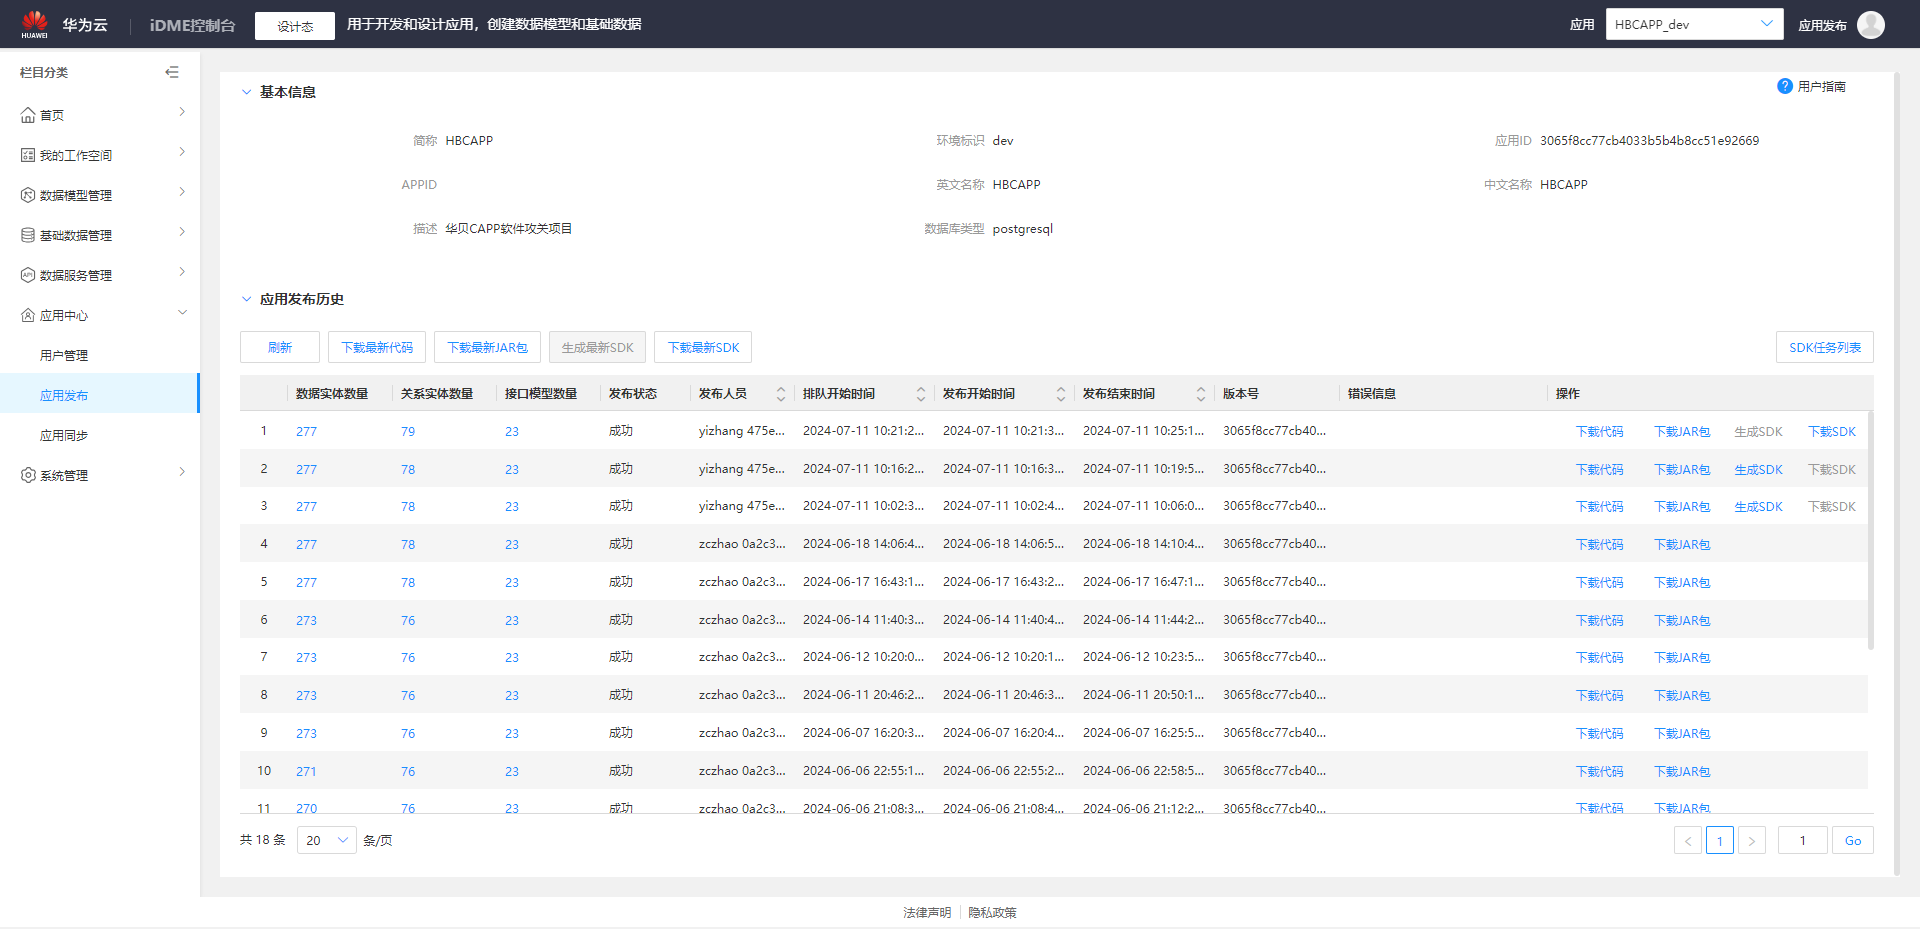 HUAWEI 华为云 iDME控制台 设计态 用于开发和设计应用，创建数据模型和基础数据 应用 HBCAPP_dev 应用发布
栏目分类
首页
我的工作空间
数据模型管理
基础数据管理
数据服务管理
应用中心
用户管理
应用发布
应用同步
系统管理
基本信息 ? 用户指南
简称 HBCAPP 环境标识 dev 应用ID 3065f8cc77cb4033b5b4b8cc51e92669
APPID 英文名称 HBCAPP 中文名称 HBCAPP
描述 华贝CAPP软件攻关项目 数据库类型 postgresql
应用发布历史
刷新 下载最新代码 下载最新JAR包 生成最新SDK 下载最新SDK SDK任务列表
数据实体数量 关系实体数量 接口模型数量 发布状态 发布人员 排队开始时间 发布开始时间 发布结束时间 版本号 错误信息 操作
1 277 79 23 成功 yizhang 475e... 2024-07-11 10:21:2... 2024-07-11 10:21:3... 2024-07-11 10:25:1... 3065f8cc77cb40... 下载代码 下载JAR包 生成SDK 下载SDK
2 277 78 23 成功 yizhang 475e... 2024-07-11 10:16:2... 2024-07-11 10:16:3... 2024-07-11 10:19:5... 3065f8cc77cb40... 下载代码 下载JAR包 生成SDK 下载SDK
3 277 78 23 成功 yizhang 475e... 2024-07-11 10:02:3... 2024-07-11 10:02:4... 2024-07-11 10:06:0... 3065f8cc77cb40... 下载代码 下载JAR包 生成SDK 下载SDK
4 277 78 23 成功 zczhao 0a2c3... 2024-06-18 14:06:4... 2024-06-18 14:06:5... 2024-06-18 14:10:4... 3065f8cc77cb40... 下载代码 下载JAR包
5 277 78 23 成功 zczhao 0a2c3... 2024-06-17 16:43:1... 2024-06-17 16:43:2... 2024-06-17 16:47:1... 3065f8cc77cb40... 下载代码 下载JAR包
6 273 76 23 成功 zczhao 0a2c3... 2024-06-14 11:40:3... 2024-06-14 11:40:4... 2024-06-14 11:44:2... 3065f8cc77cb40... 下载代码 下载JAR包
7 273 76 23 成功 zczhao 0a2c3... 2024-06-12 10:20:0... 2024-06-12 10:20:1... 2024-06-12 10:23:5... 3065f8cc77cb40... 下载代码 下载JAR包
8 273 76 23 成功 zczhao 0a2c3... 2024-06-11 20:46:2... 2024-06-11 20:46:3... 2024-06-11 20:50:1... 3065f8cc77cb40... 下载代码 下载JAR包
9 273 76 23 成功 zczhao 0a2c3... 2024-06-07 16:20:3... 2024-06-07 16:20:4... 2024-06-07 16:25:5... 3065f8cc77cb40... 下载代码 下载JAR包
10 271 76 23 成功 zczhao 0a2c3... 2024-06-06 22:55:1... 2024-06-06 22:55:2... 2024-06-06 22:58:5... 3065f8cc77cb40... 下载代码 下载JAR包
11 270 76 23 成功 zczhao 0a2c3... 2024-06-06 21:08:3... 2024-06-06 21:08:4... 2024-06-06 21:12:2... 3065f8cc77cb40... 下载代码 下载JAR包
共 18 条 20 条/页 < 1 > 1 Go
法律声明 隐私政策